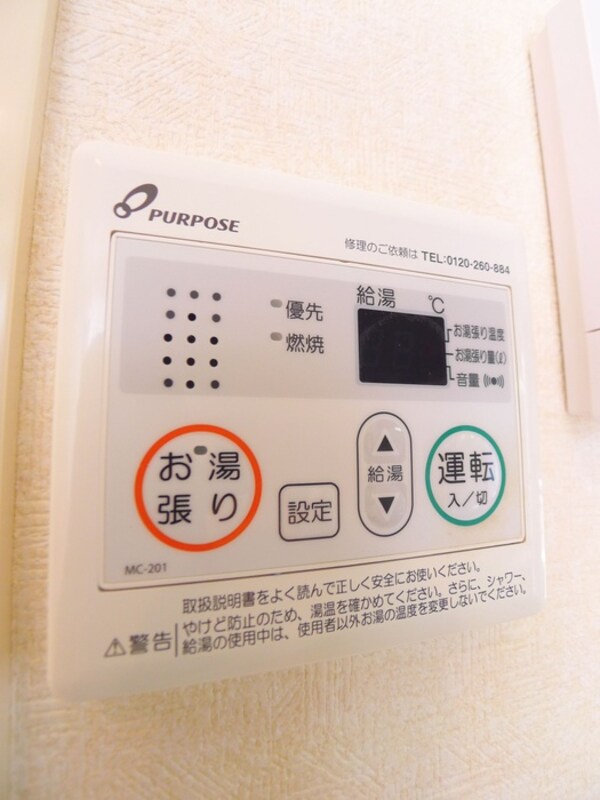 PURPOSE
修理のご依頼は TEL:0120-260-884
優先
燃焼
給湯 ℃
お湯張り温度
お湯張り量(ℓ)
音量
お湯
張り
設定
給湯
運転
入/切
MC-201
警告
取扱説明書をよく読んで正しく安全にお使いください。
やけど防止のため、湯温を確かめてください。さらに、シャワー、
給湯の使用中は、使用者以外お湯の温度を変更しないでください。